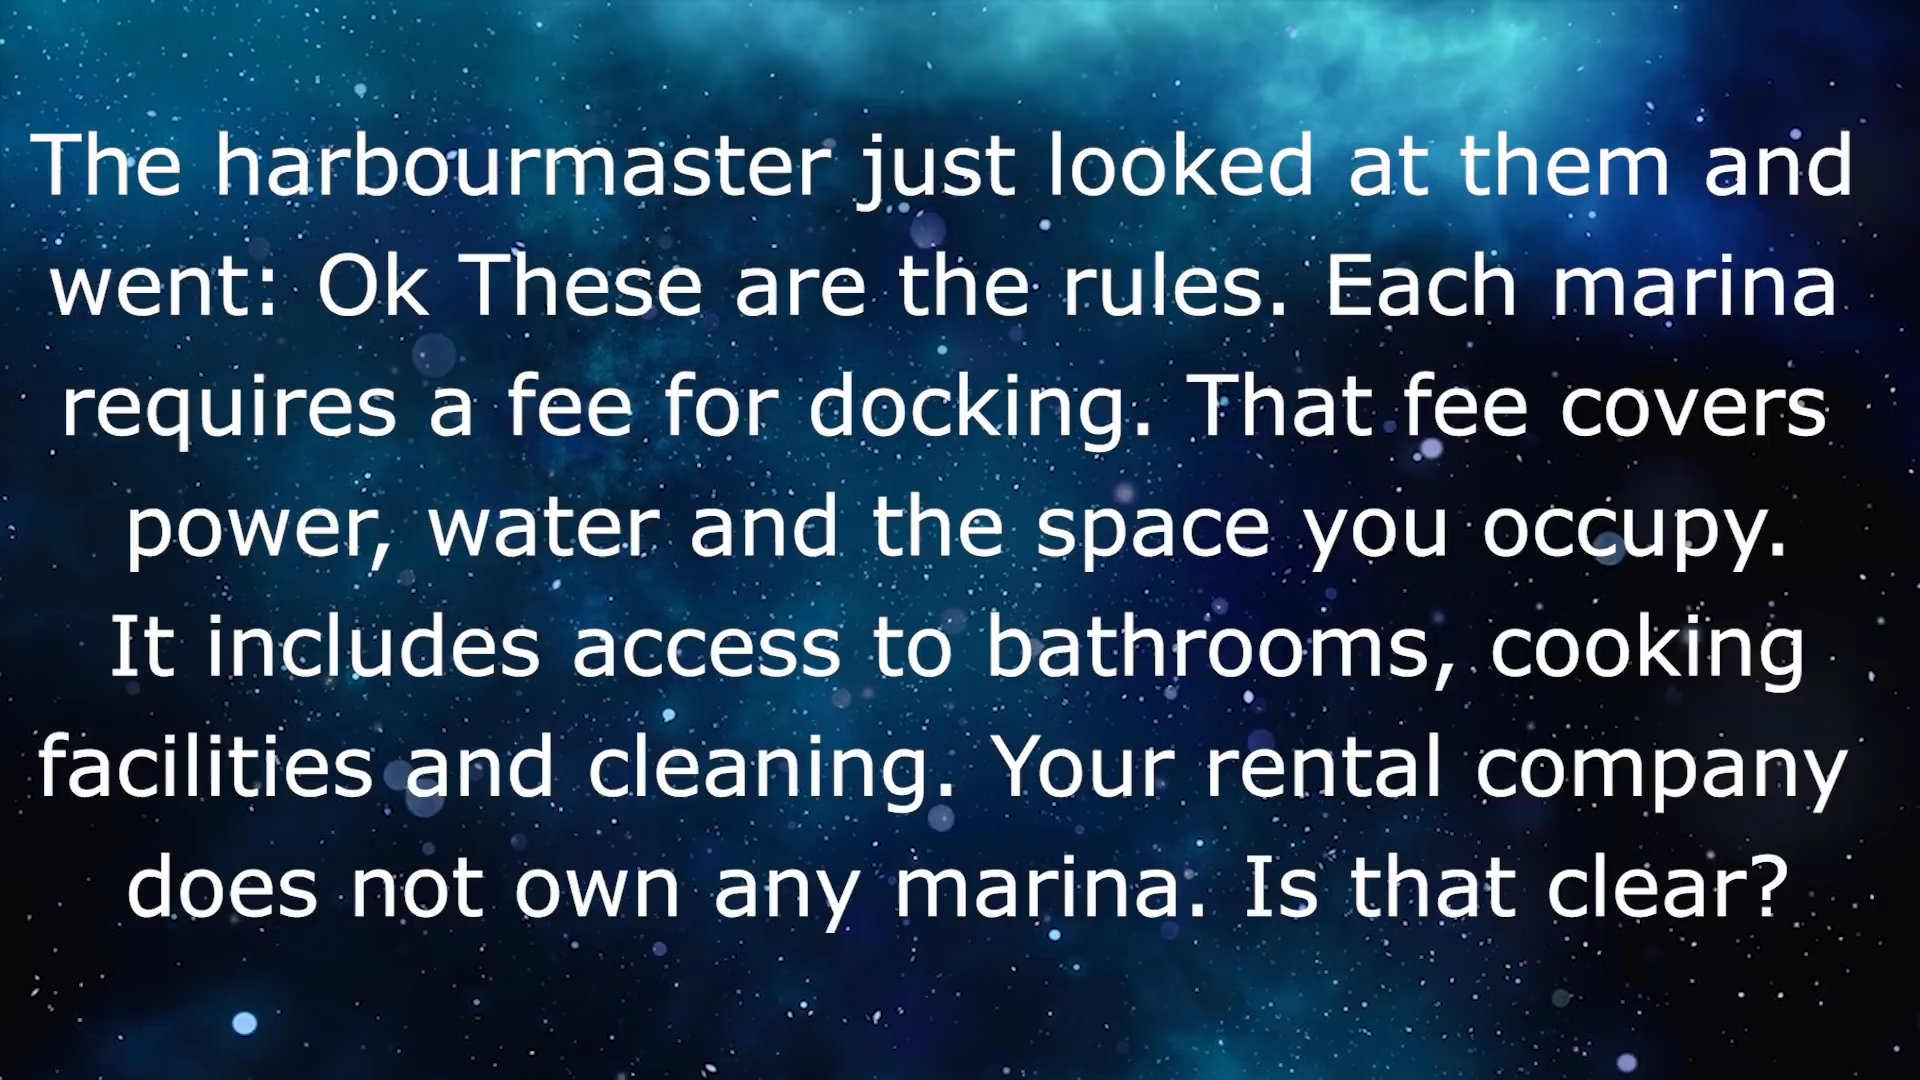 The harbourmaster just looked at them and
went: Ok These are the rules. Each marina
requires a fee for docking. That fee covers
power, water and the space you occupy.
It includes access to bathrooms, cooking
facilities and cleaning. Your rental company
does not own any marina. Is that clear?